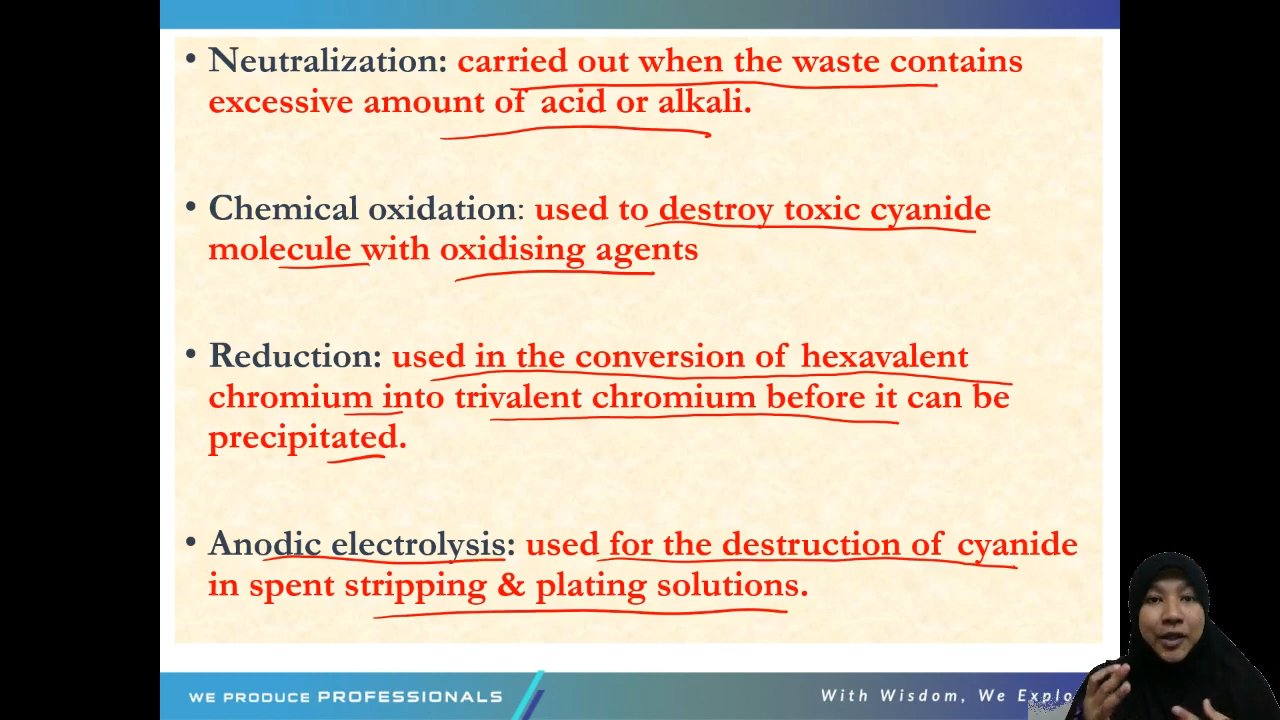 • Neutralization: carried out when the waste contains
excessive amount of acid or alkali.
• Chemical oxidation: used to destroy toxic cyanide
molecule with oxidising agents
• Reduction: used in the conversion of hexavalent
chromium into trivalent chromium before it can be
precipitated.
• Anodic electrolysis: used for the destruction of cyanide
in spent stripping & plating solutions.
WE PRODUCE PROFESSIONALS
With Wisdom, We Explo